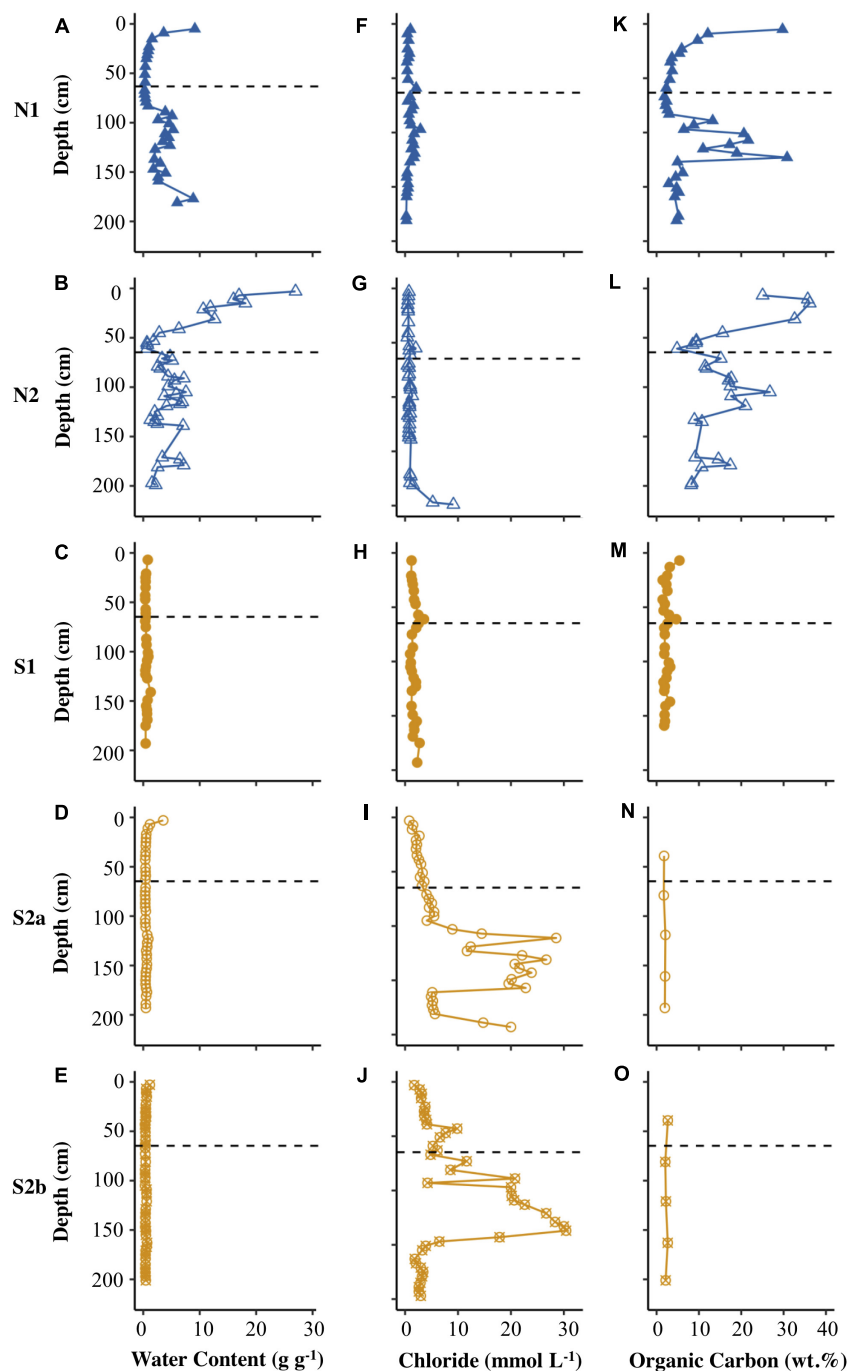 A F K
N1 Depth (cm) 0 50 100 150 200
B G L
N2 Depth (cm) 0 50 100 150 200
C H M
S1 Depth (cm) 0 50 100 150 200
D I N
S2a Depth (cm) 0 50 100 150 200
E J O
S2b Depth (cm) 0 50 100 150 200
0 10 20 30 0 10 20 30 0 10 20 30 40
Water Content (g g⁻¹) Chloride (mmol L⁻¹) Organic Carbon (wt.%)